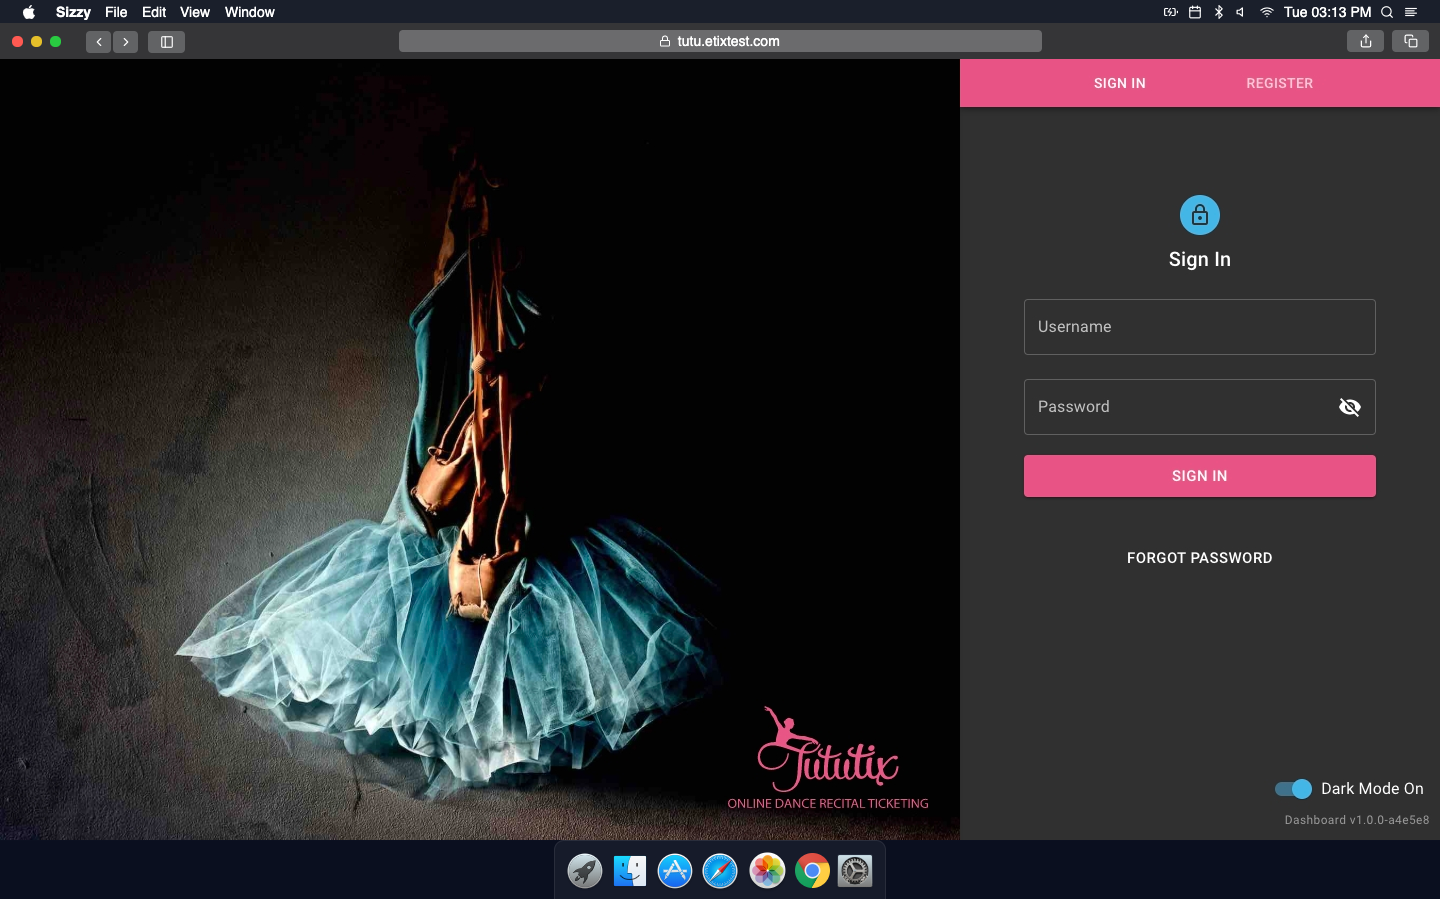 Sizzy File Edit View Window Tue 03:13 PM
tutu.etixtest.com
SIGN IN REGISTER
Sign In
Username
Password
SIGN IN
FORGOT PASSWORD
Tututix
ONLINE DANCE RECITAL TICKETING
Dark Mode On
Dashboard v1.0.0-a4e5e8